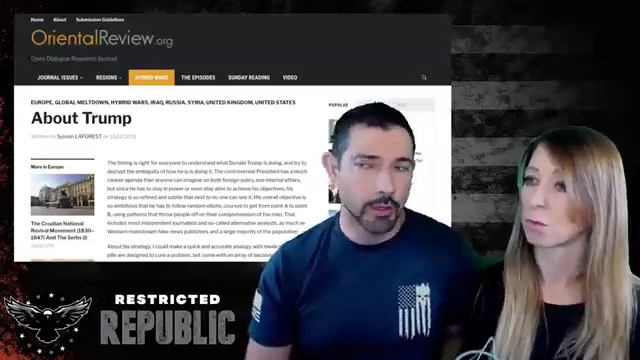 Home About Submission Guidelines
OrientalReview.org
Open Dialogue Research Journal
JOURNAL ISSUES REGIONS HYBRID WARS THE EPISODES SUNDAY READING VIDEO
EUROPE, GLOBAL MELTDOWN, HYBRID WARS, IRAQ, RUSSIA, SYRIA, UNITED KINGDOM, UNITED STATES
About Trump
Written by Sylvain LAFOREST on 15/12/2019
POPULAR
More in Europe
The Croatian National
Revival Movement (1830–
1847) And The Serbs (I)
The timing is right for everyone to understand what Donald Trump is doing, and try to
decrypt the ambiguity of how he is doing it. The controversial President has a much
clearer agenda than anyone can imagine on both foreign policy and internal affairs,
but since he has to stay in power or even stay alive to achieve his objectives, his
strategy is so refined and subtle that next to no one can see it. His overall objective is
so ambitious that he has to follow random elliptic courses to get from point A to point
B, using patterns that throw people off on their comprehension of the man. That
includes most independent journalists and so-called alternative analysts, as much as
Western mainstream fake-news publishers and a large majority of the population.
About his strategy, I could make a quick and accurate analogy with
pills are designed to cure a problem, but come with an array of
RESTRICTED
REPUBLIC